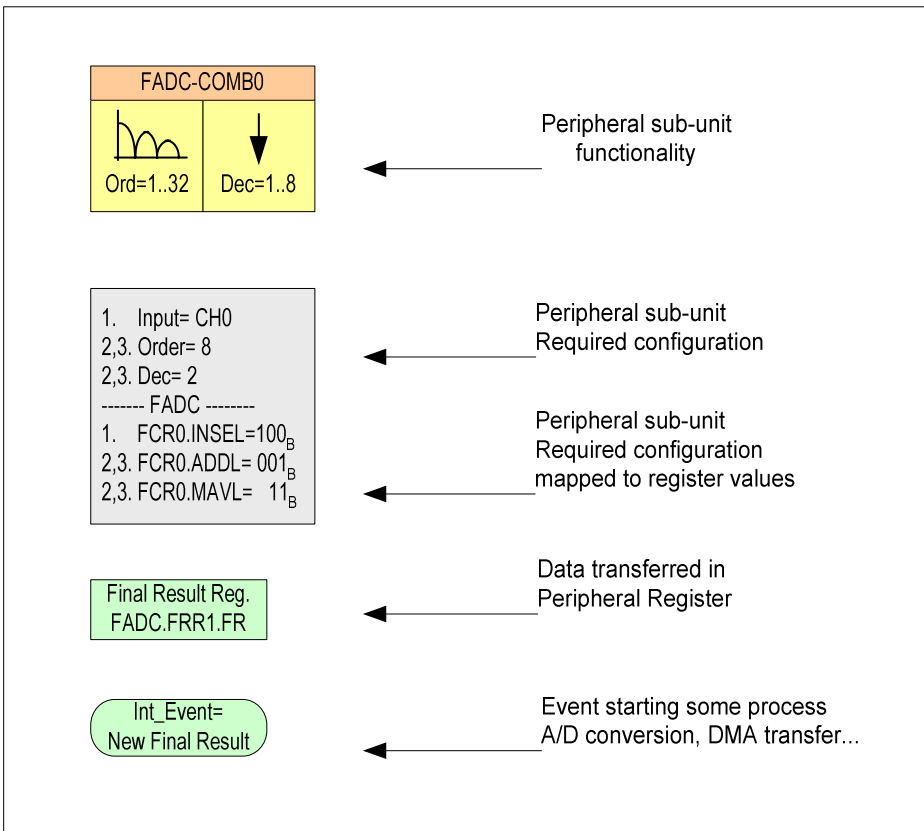 FADC-COMB0
Ord=1..32
Dec=1..8
Peripheral sub-unit
functionality
1. Input= CH0
2,3. Order= 8
2,3. Dec= 2
------- FADC --------
1. FCR0.INSEL=100B
2,3. FCR0.ADDL= 001B
2,3. FCR0.MAVL= 11B
Peripheral sub-unit
Required configuration
Peripheral sub-unit
Required configuration
mapped to register values
Final Result Reg.
FADC.FRR1.FR
Data transferred in
Peripheral Register
Int_Event=
New Final Result
Event starting some process
A/D conversion, DMA transfer...